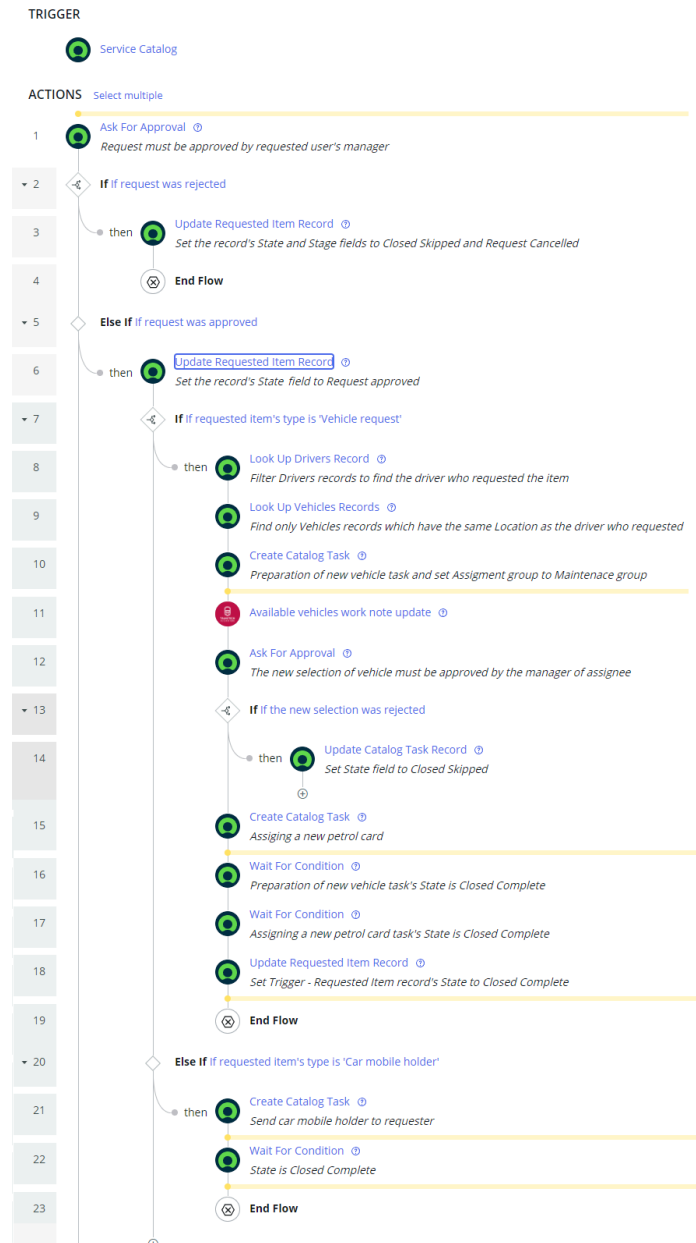 TRIGGER
Service Catalog
ACTIONS Select multiple
1 Ask For Approval
Request must be approved by requested user's manager
2 If If request was rejected
3 then Update Requested Item Record
Set the record's State and Stage fields to Closed Skipped and Request Cancelled
4 End Flow
5 Else If If request was approved
6 then Update Requested Item Record
Set the record's State field to Request approved
7 If If requested item's type is 'Vehicle request'
8 then Look Up Drivers Record
Filter Drivers records to find the driver who requested the item
9 Look Up Vehicles Records
Find only Vehicles records which have the same Location as the driver who requested
10 Create Catalog Task
Preparation of new vehicle task and set Assigment group to Maintenace group
11 Available vehicles work note update
12 Ask For Approval
The new selection of vehicle must be approved by the manager of assignee
13 If If the new selection was rejected
14 then Update Catalog Task Record
Set State field to Closed Skipped
15 Create Catalog Task
Assiging a new petrol card
16 Wait For Condition
Preparation of new vehicle task's State is Closed Complete
17 Wait For Condition
Assigning a new petrol card task's State is Closed Complete
18 Update Requested Item Record
Set Trigger - Requested Item record's State to Closed Complete
19 End Flow
20 Else If If requested item's type is 'Car mobile holder'
21 then Create Catalog Task
Send car mobile holder to requester
22 Wait For Condition
State is Closed Complete
23 End Flow